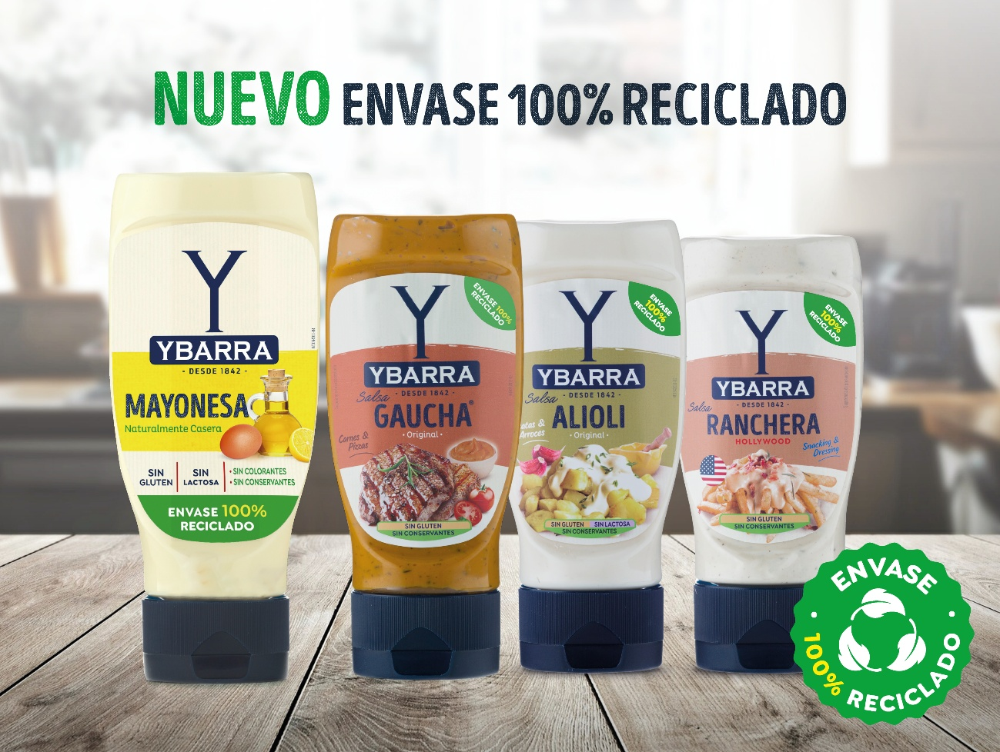 NUEVO ENVASE 100% RECICLADO
Y
YBARRA
- DESDE 1842 -
MAYONESA
Naturalmente Casera
SIN
GLUTEN
SIN
LACTOSA
• SIN COLORANTES
• SIN CONSERVANTES
ENVASE 100%
RECICLADO
ENVASE 100%
RECICLADO
Y
YBARRA
- DESDE 1842 -
Salsa
GAUCHA®
• Original •
Carnes &
Pizzas
SIN GLUTEN
SIN CONSERVANTES
ENVASE
100%
RECICLADO
Y
YBARRA
- DESDE 1842 -
Salsa
ALIOLI
• Original •
&
Arroces
SIN GLUTEN SIN LACTOSA
SIN CONSERVANTES
ENVASE
100%
RECICLADO
Y
YBARRA
- DESDE 1842 -
Salsa
RANCHERA
HOLLYWOOD
Snacking &
Dressing
SIN GLUTEN
SIN CONSERVANTES
ENVASE
100% RECICLADO